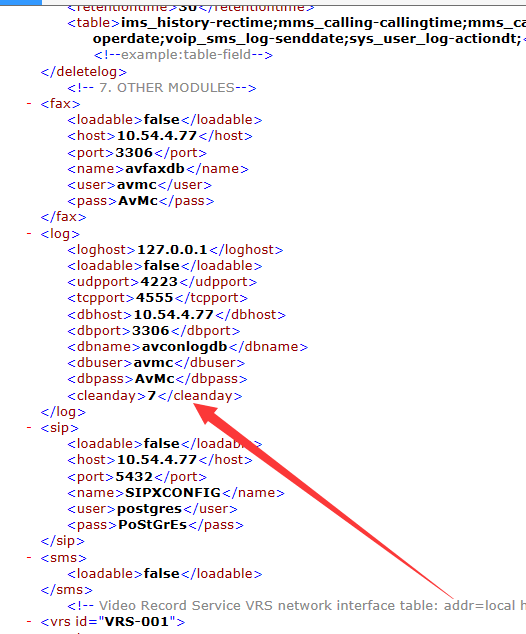 <table>ims_history-rectime;mms_calling-callingtime;mms_ca
operdate;voip_sms_log-senddate;sys_user_log-actiondt;<
<!--example:table-field-->
</deletelog>
<!-- 7. OTHER MODULES-->
- <fax>
<loadable>false</loadable>
<host>10.54.4.77</host>
<port>3306</port>
<name>avfaxdb</name>
<user>avmc</user>
<pass>AvMc</pass>
</fax>
- <log>
<loghost>127.0.0.1</loghost>
<loadable>false</loadable>
<udpport>4223</udpport>
<tcpport>4555</tcpport>
<dbhost>10.54.4.77</dbhost>
<dbport>3306</dbport>
<dbname>avconlogdb</dbname>
<dbuser>avmc</dbuser>
<dbpass>AvMc</dbpass>
<cleanday>7</cleanday>
</log>
- <sip>
<loadable>false</loadable>
<host>10.54.4.77</host>
<port>5432</port>
<name>SIPXCONFIG</name>
<user>postgres</user>
<pass>PoStGrEs</pass>
</sip>
- <sms>
<loadable>false</loadable>
</sms>
<!-- Video Record Service VRS network interface table: addr=local h
- <vrs id="VRS-001">